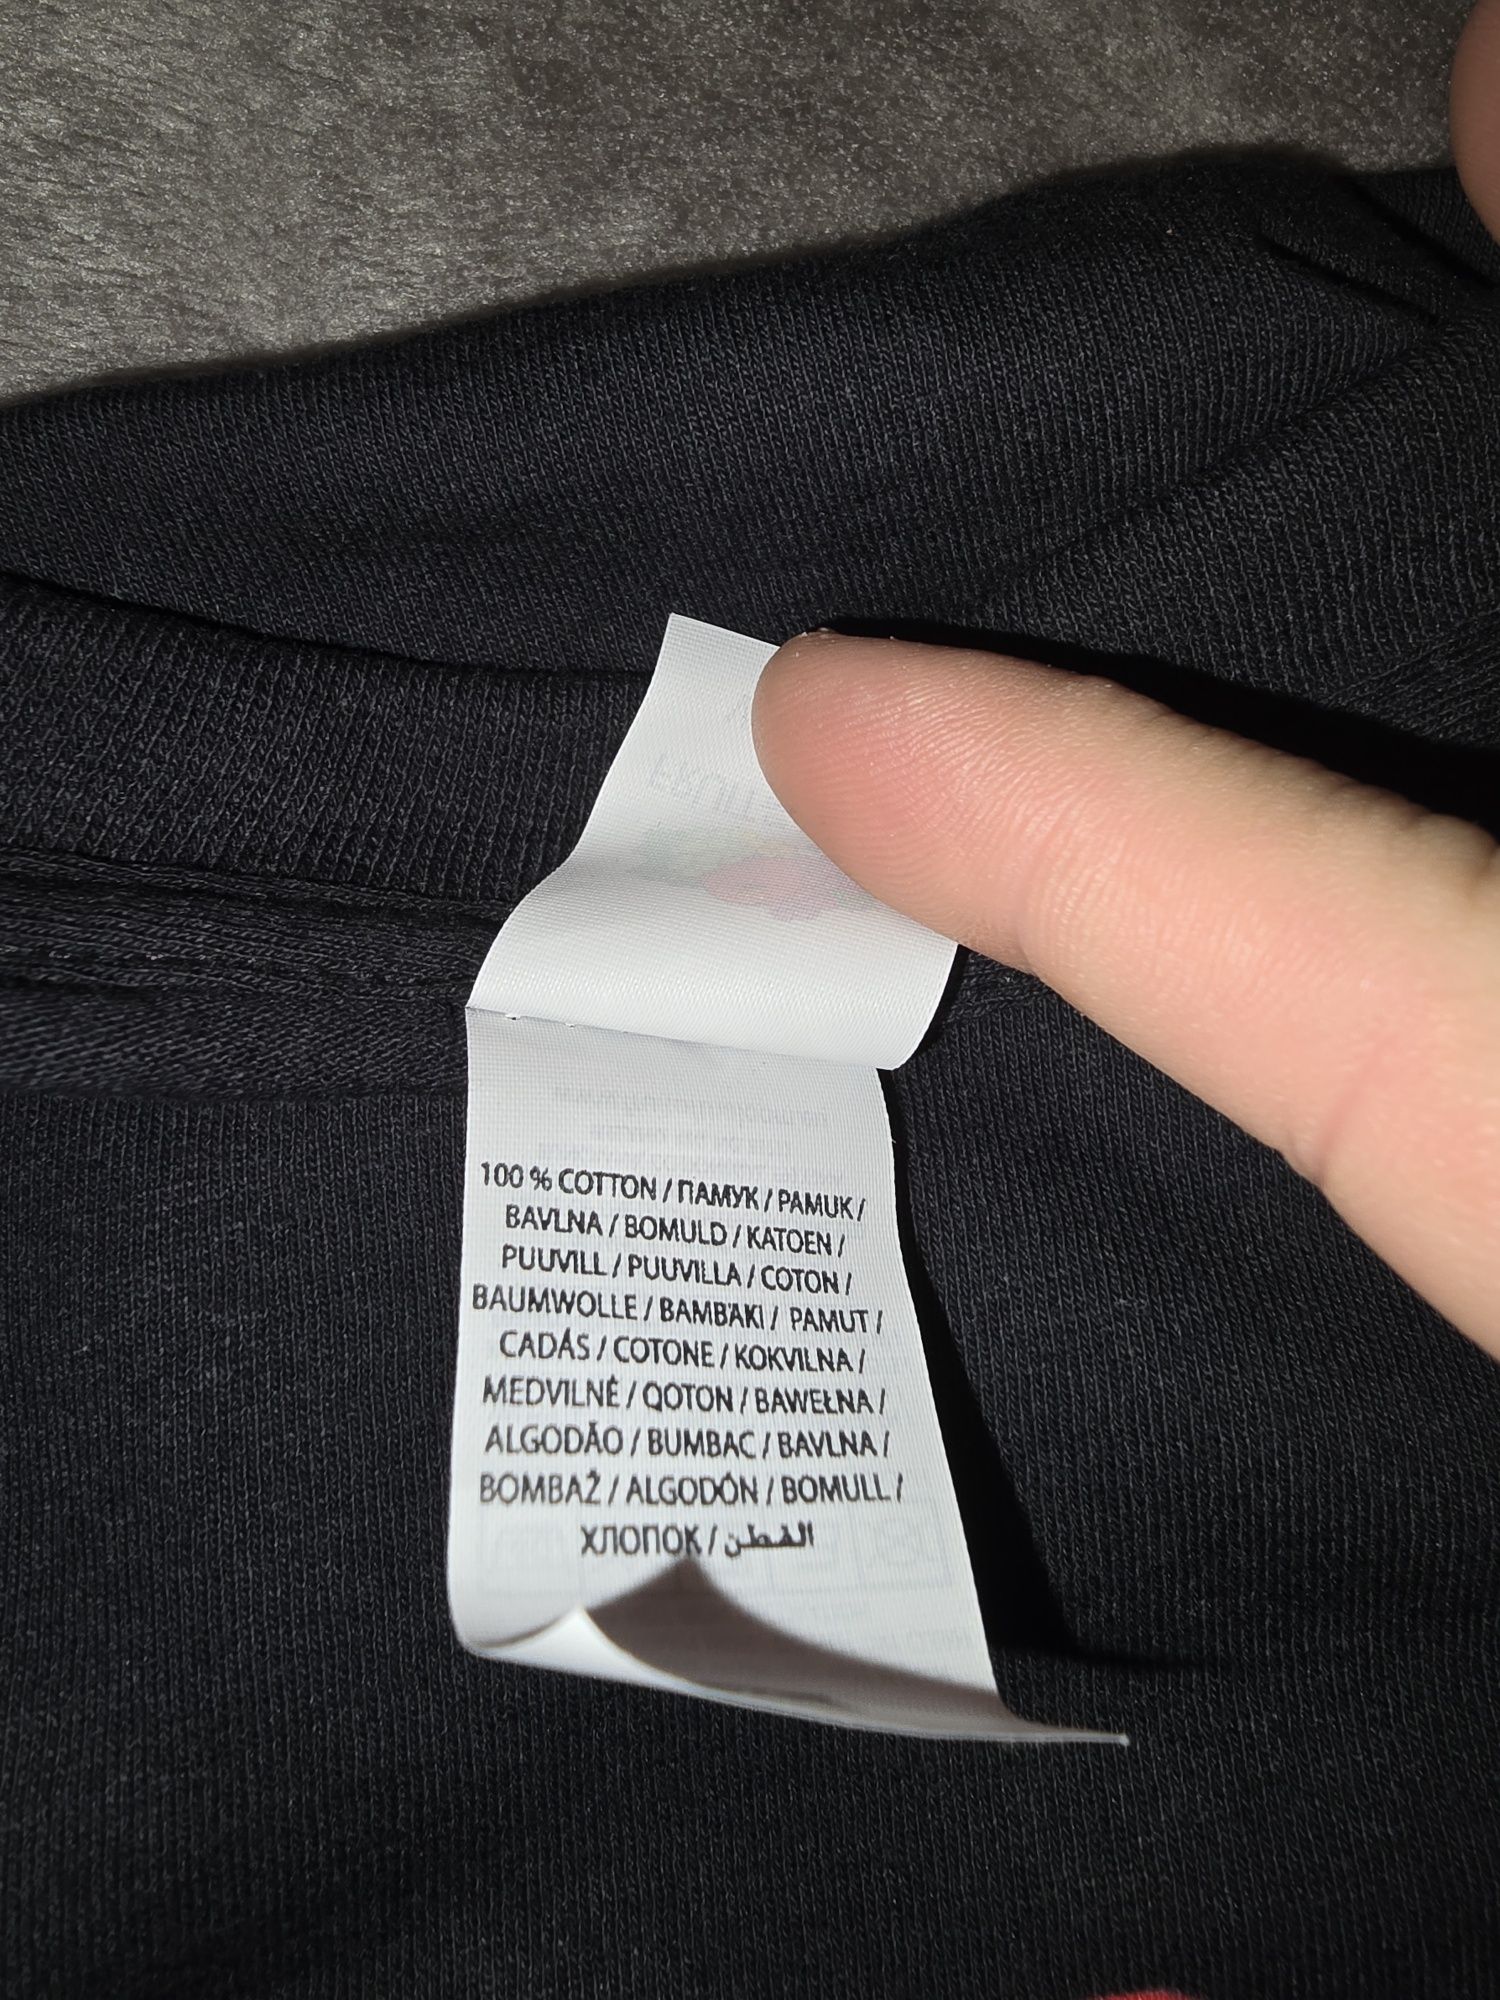 100 % COTTON / ПАМУК / PAMUK /
BAVLNA / BOMULD / KATOEN /
PUUVILL / PUUVILLA / COTON /
BAUMWOLLE / BAMBAKI / PAMUT /
CADÁS / COTONE / KOKVILNA /
MEDVILNĖ / QOTON / BAWEŁNA /
ALGODÃO / BUMBAC / BAVLNA /
BOMBAŽ / ALGODÓN / BOMULL /
ХЛОПОК / القطن